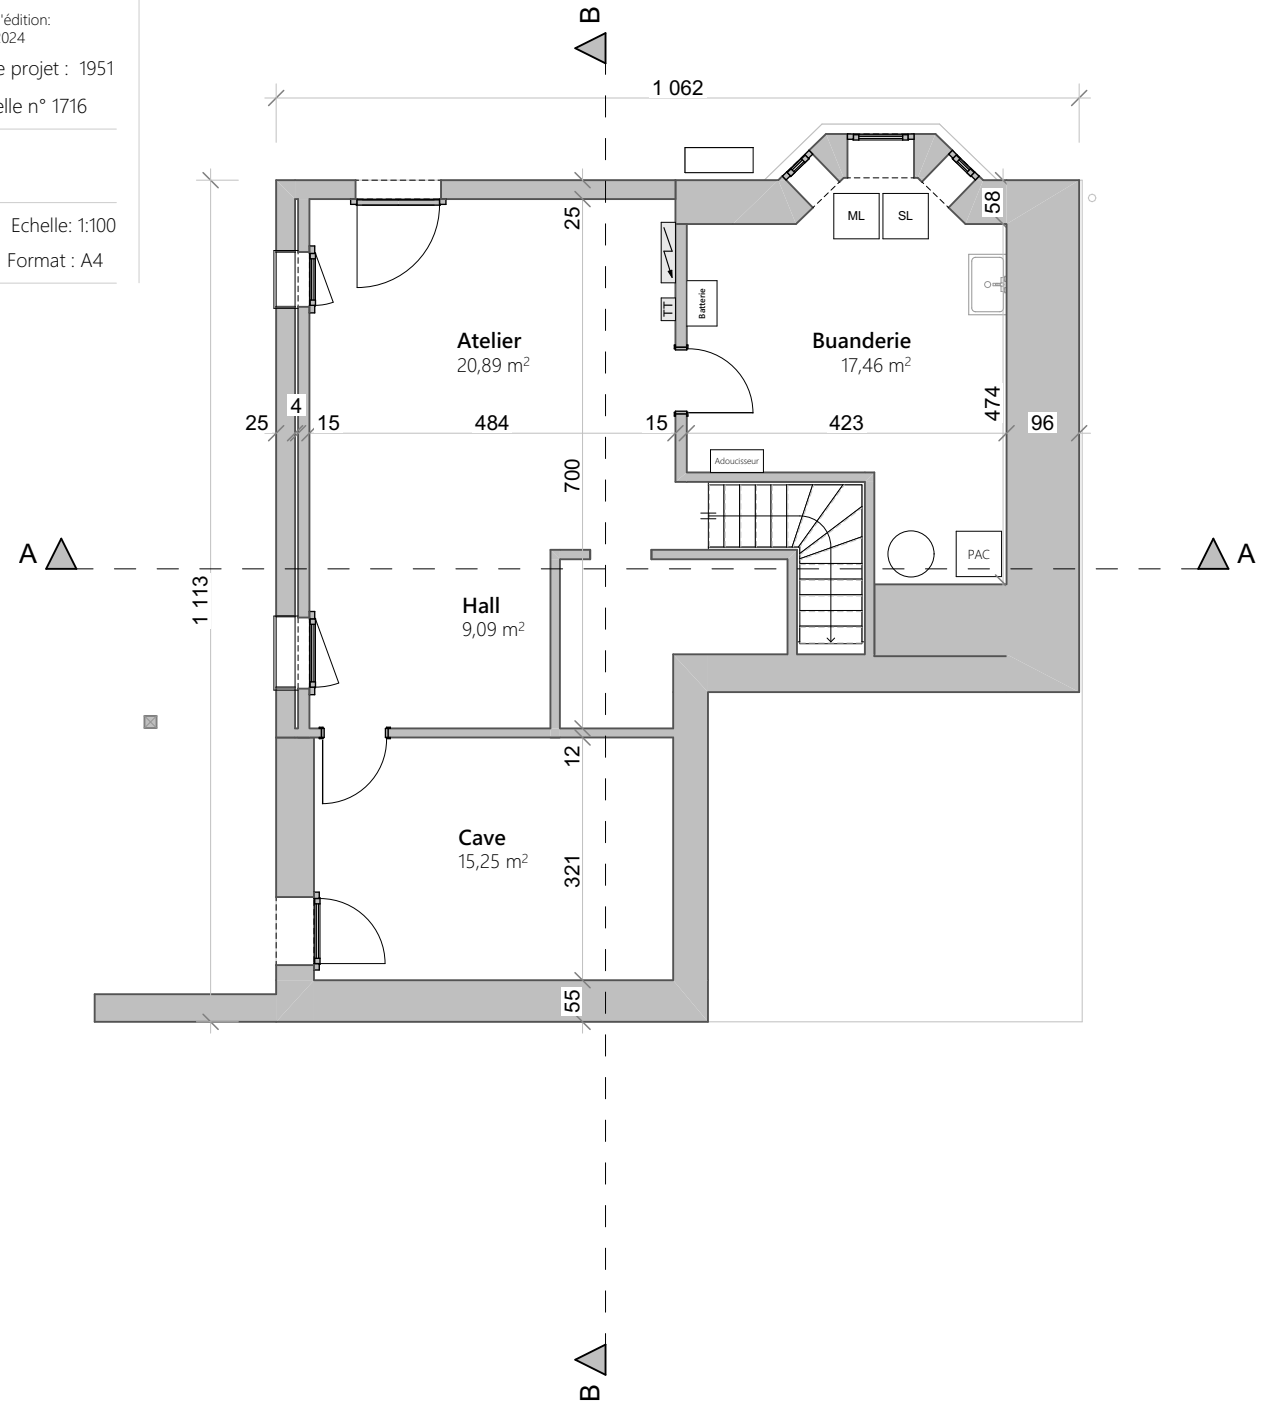 'édition:
2024
e projet : 1951
elle n° 1716
Echelle: 1:100
Format : A4
B
1 062
25
58
ML
SL
TT
Batterie
Atelier
20,89 m²
Buanderie
17,46 m²
25
4
15
484
15
423
474
96
700
Adoucisseur
A
PAC
A
1 113
Hall
9,09 m²
12
Cave
15,25 m²
321
55
B